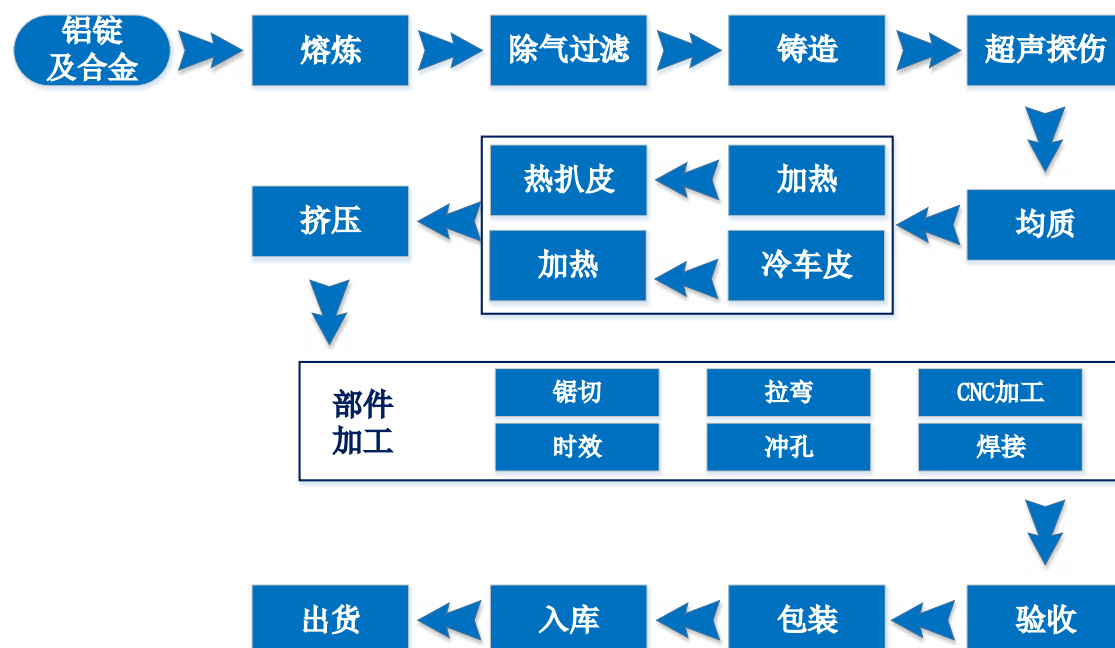 铝锭
及合金
熔炼
除气过滤
铸造
超声探伤
热扒皮
加热
挤压
均质
加热
冷车皮
部件
加工
锯切
拉弯
CNC加工
时效
冲孔
焊接
出货
入库
包装
验收